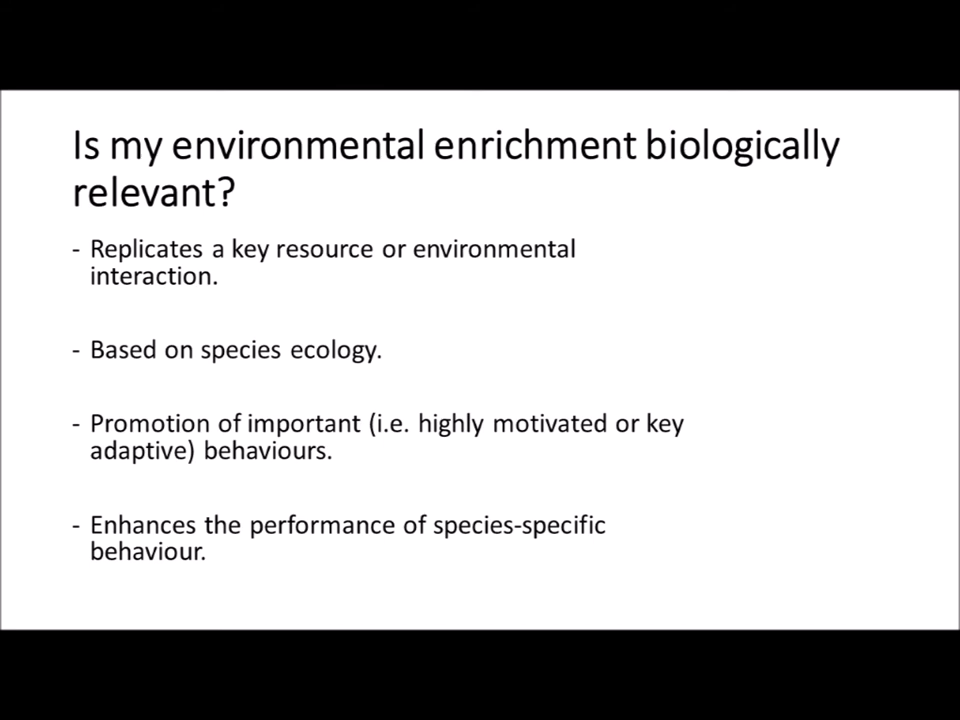 Is my environmental enrichment biologically
relevant?
- Replicates a key resource or environmental
interaction.
- Based on species ecology.
- Promotion of important (i.e. highly motivated or key
adaptive) behaviours.
- Enhances the performance of species-specific
behaviour.